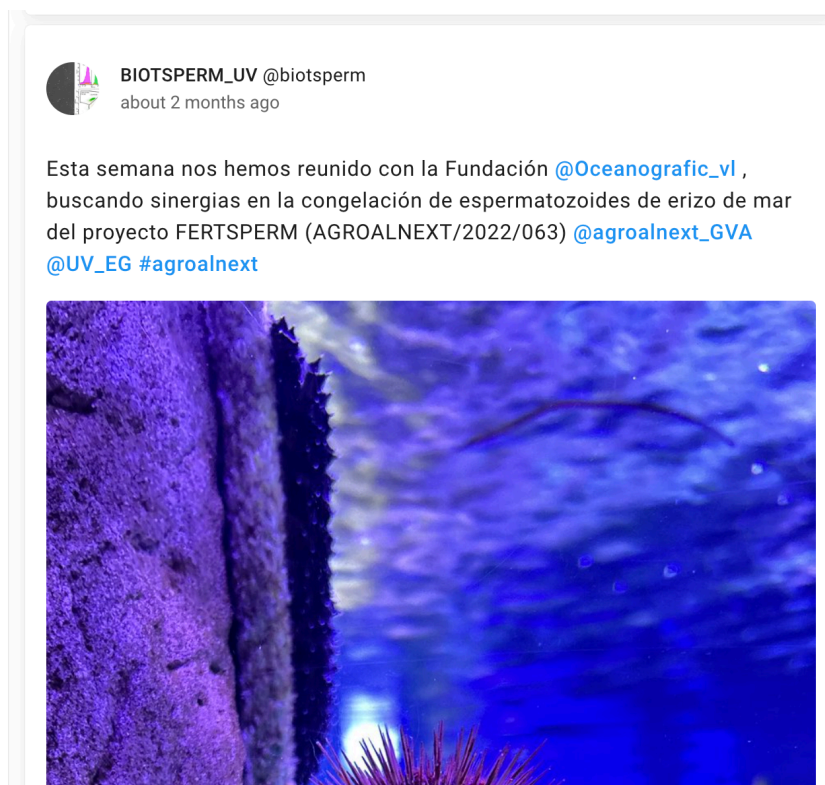 BIOTSPERM_UV @biotsperm
about 2 months ago
Esta semana nos hemos reunido con la Fundación @Oceanografic_vl ,
buscando sinergias en la congelación de espermatozoides de erizo de mar
del proyecto FERTSPERM (AGROALNEXT/2022/063) @agroalnext_GVA
@UV_EG #agroalnext